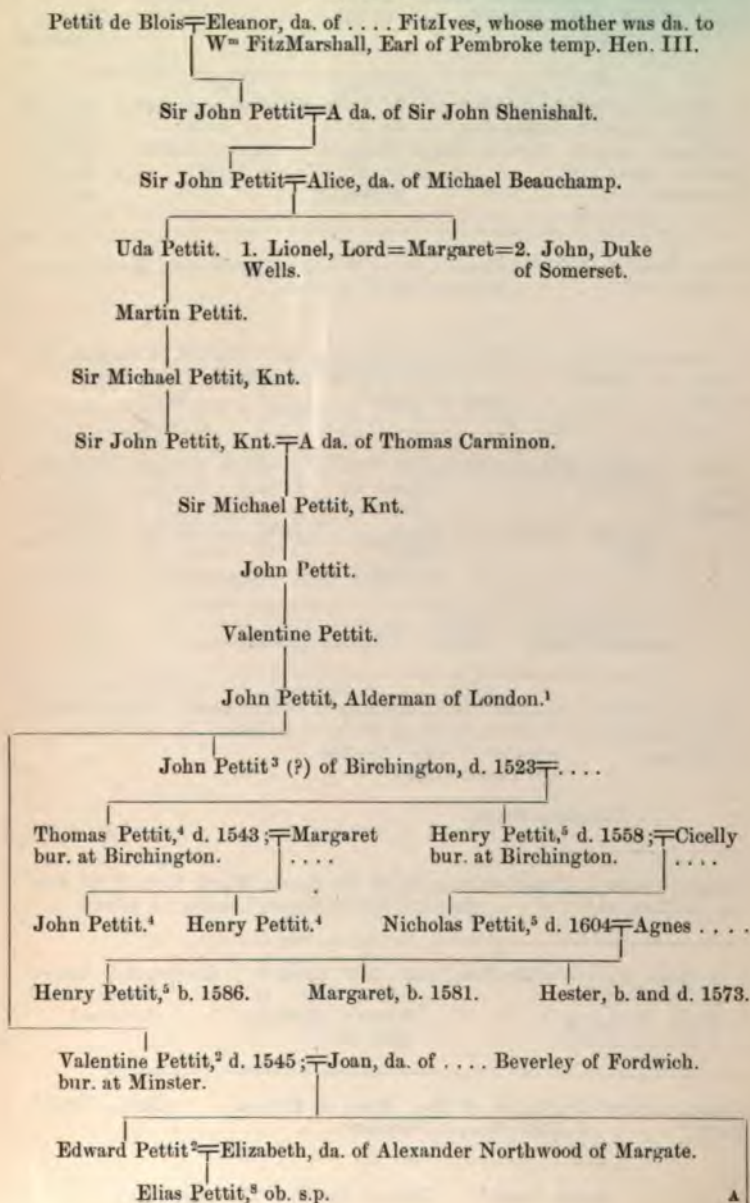 Pettit de Blois=Eleanor, da. of . . . . FitzIves, whose mother was da. to
Wᵐ FitzMarshall, Earl of Pembroke temp. Hen. III.
Sir John Pettit=A da. of Sir John Shenishalt.
Sir John Pettit=Alice, da. of Michael Beauchamp.
Uda Pettit. 1. Lionel, Lord=Margaret=2. John, Duke
Wells. of Somerset.
Martin Pettit.
Sir Michael Pettit, Knt.
Sir John Pettit, Knt.=A da. of Thomas Carminon.
Sir Michael Pettit, Knt.
John Pettit.
Valentine Pettit.
John Pettit, Alderman of London.¹
John Pettit³ (?) of Birchington, d. 1523=. . . .
Thomas Pettit,⁴ d. 1543;=Margaret Henry Pettit,⁵ d. 1558;=Cicelly
bur. at Birchington. . . . . bur. at Birchington. . . . .
John Pettit.⁴ Henry Pettit.⁴ Nicholas Pettit,⁵ d. 1604=Agnes . . . .
Henry Pettit,⁵ b. 1586. Margaret, b. 1581. Hester, b. and d. 1573.
Valentine Pettit,² d. 1545;=Joan, da. of . . . . Beverley of Fordwich.
bur. at Minster.
Edward Pettit²=Elizabeth, da. of Alexander Northwood of Margate.
Elias Pettit,⁸ ob. s.p. A